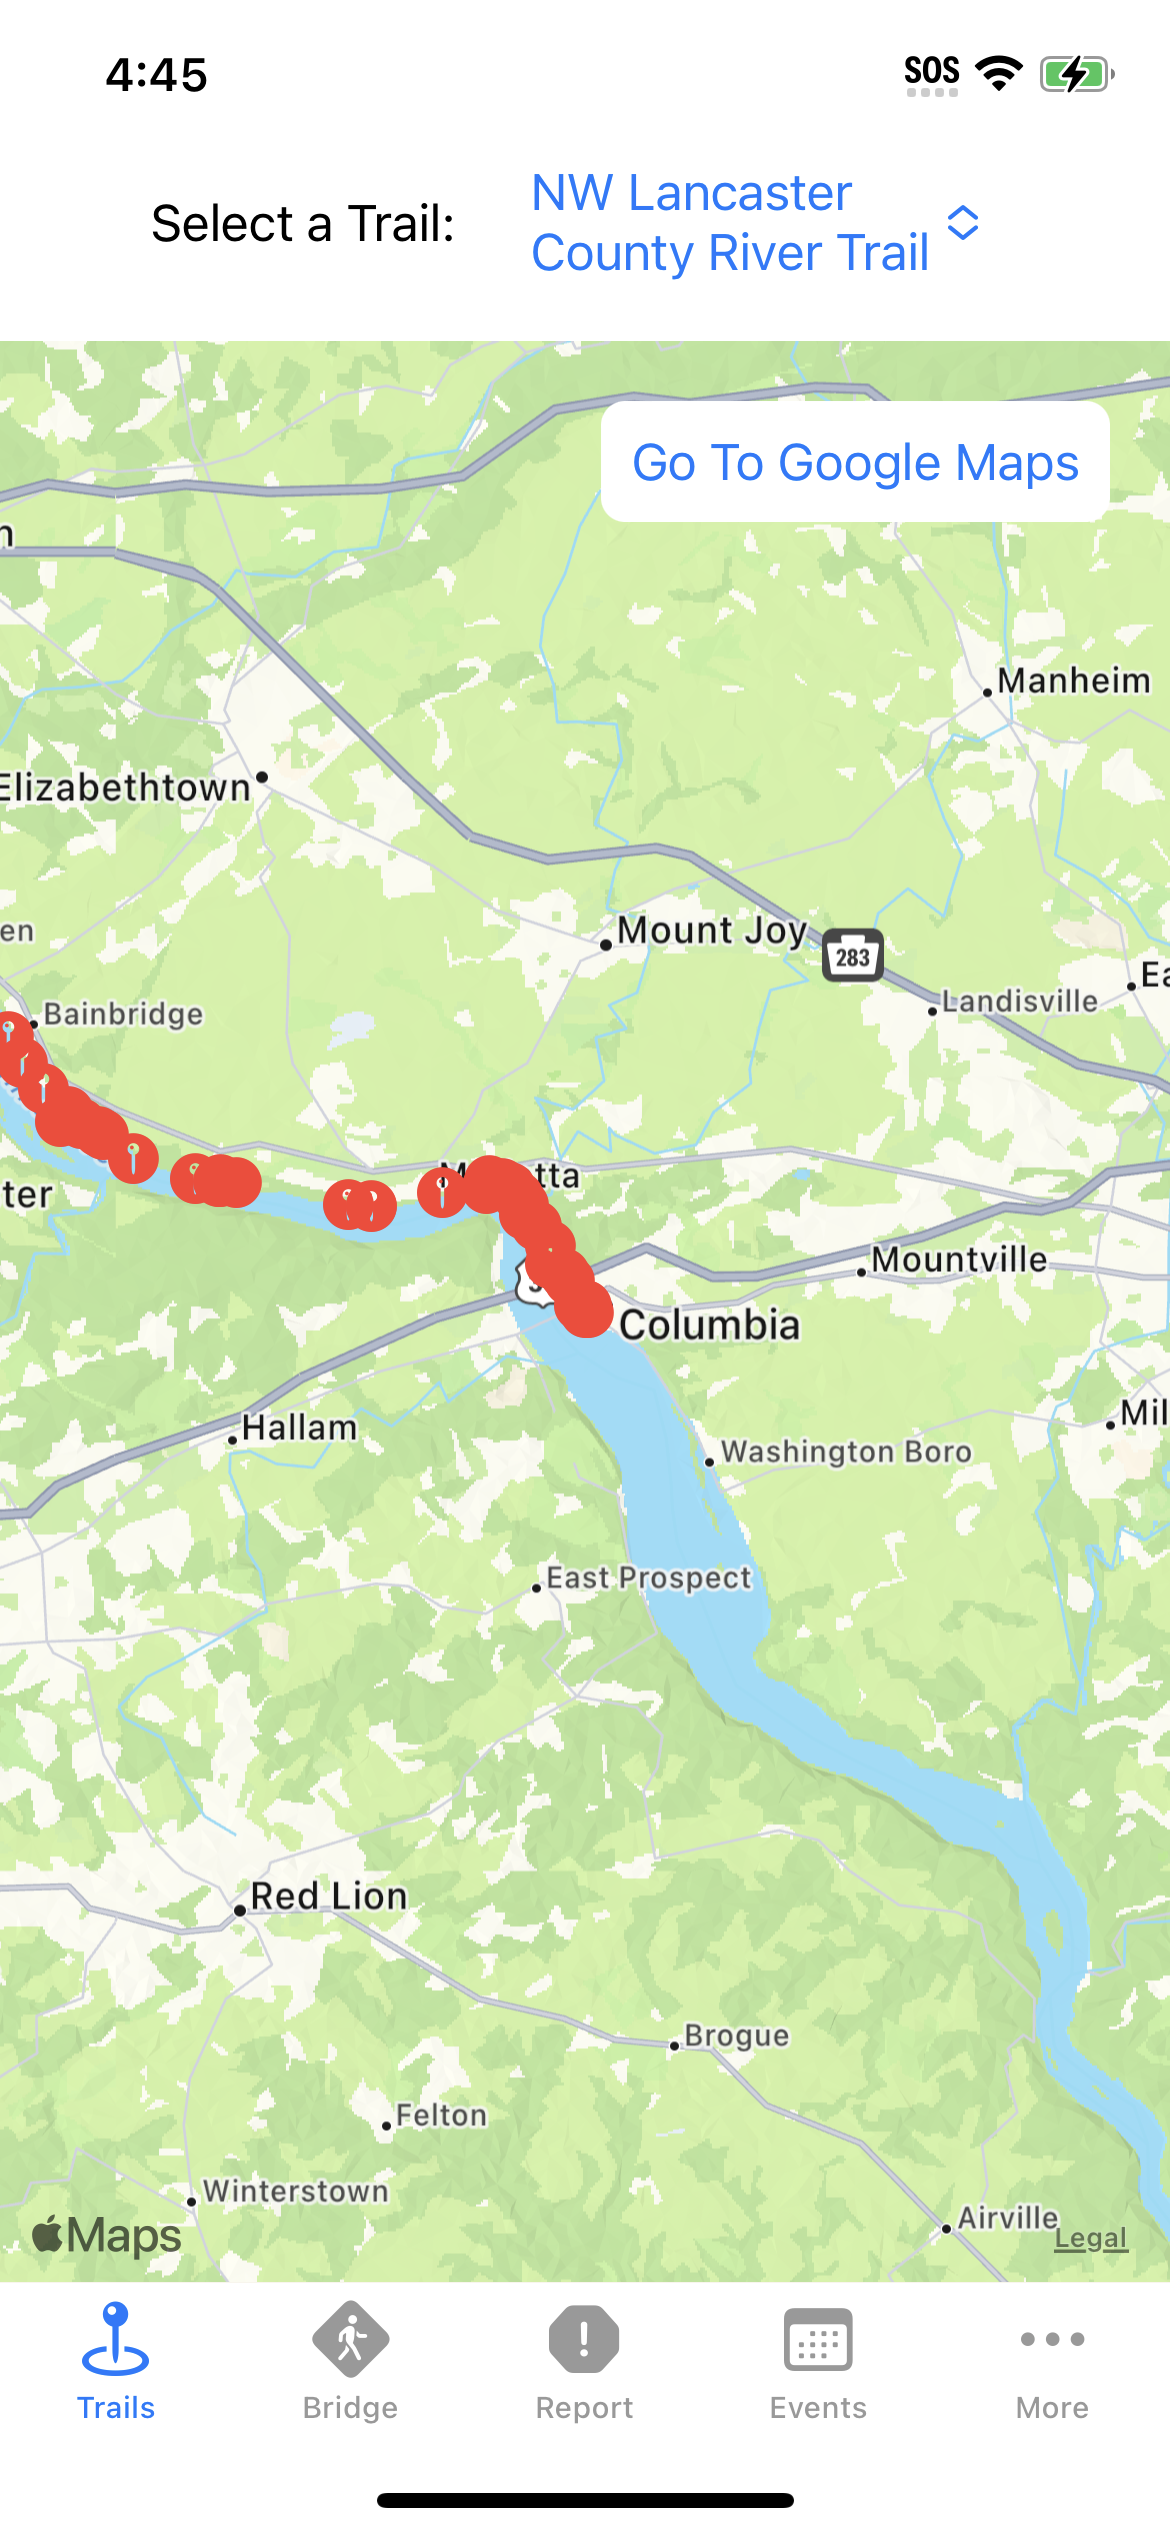 4:45
SOS
Select a Trail:
NW Lancaster
County River Trail
Go To Google Maps
Manheim
Elizabethtown
Mount Joy
283
Landisville
Bainbridge
Mountville
Columbia
Hallam
Washington Boro
East Prospect
Red Lion
Brogue
Felton
Winterstown
Airville
Maps
Legal
Trails
Bridge
Report
Events
More